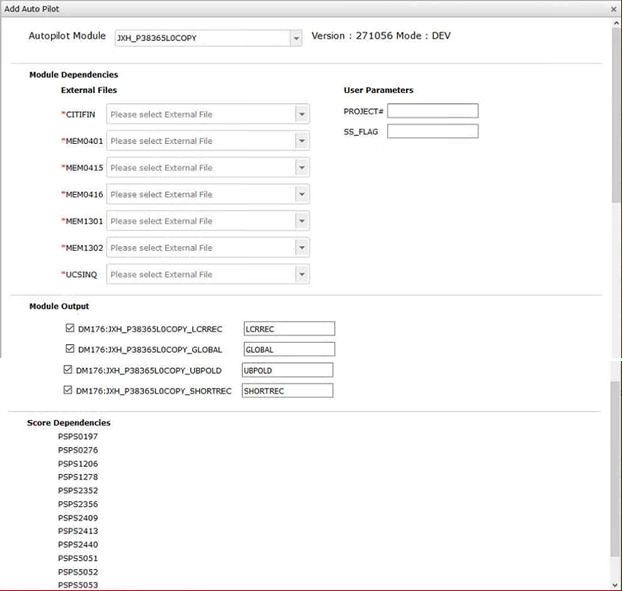 Add Auto Pilot
Autopilot Module JXH_P38365L0COPY Version : 271056 Mode : DEV
Module Dependencies
External Files User Parameters
*CITIFIN Please select External File PROJECT#
*MEM0401 Please select External File SS_FLAG
*MEM0415 Please select External File
*MEM0416 Please select External File
*MEM1301 Please select External File
*MEM1302 Please select External File
*UCSINQ Please select External File
Module Output
DM176:JXH_P38365L0COPY_LCRREC LCRREC
DM176:JXH_P38365L0COPY_GLOBAL GLOBAL
DM176:JXH_P38365L0COPY_UBPOLD UBPOLD
DM176:JXH_P38365L0COPY_SHORTREC SHORTREC
Score Dependencies
PSPS0197
PSPS0276
PSPS1206
PSPS1278
PSPS2352
PSPS2356
PSPS2409
PSPS2413
PSPS2440
PSPS5051
PSPS5052
PSPS5053